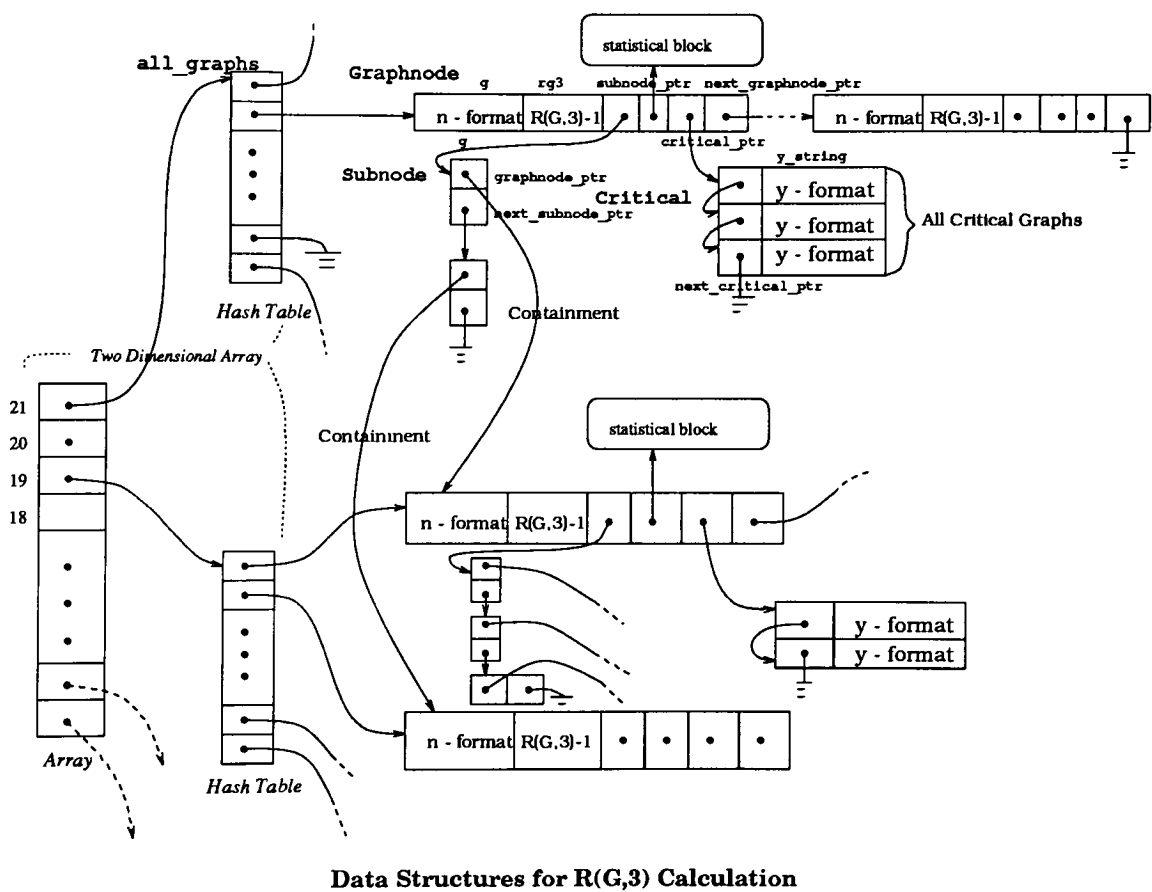 statistical block
all_graphs
Graphnode
g rg3 subnode_ptr next_graphnode_ptr
n - format R(G,3)-1
n - format R(G,3)-1
g
critical_ptr
Subnode
graphnode_ptr
next_subnode_ptr
y_string
Critical
y - format
y - format
y - format
All Critical Graphs
next_critical_ptr
Hash Table
Containment
Two Dimensional Array
21
20
19
18
Containment
statistical block
n - format R(G,3)-1
y - format
y - format
n - format R(G,3)-1
Array
Hash Table
Data Structures for R(G,3) Calculation